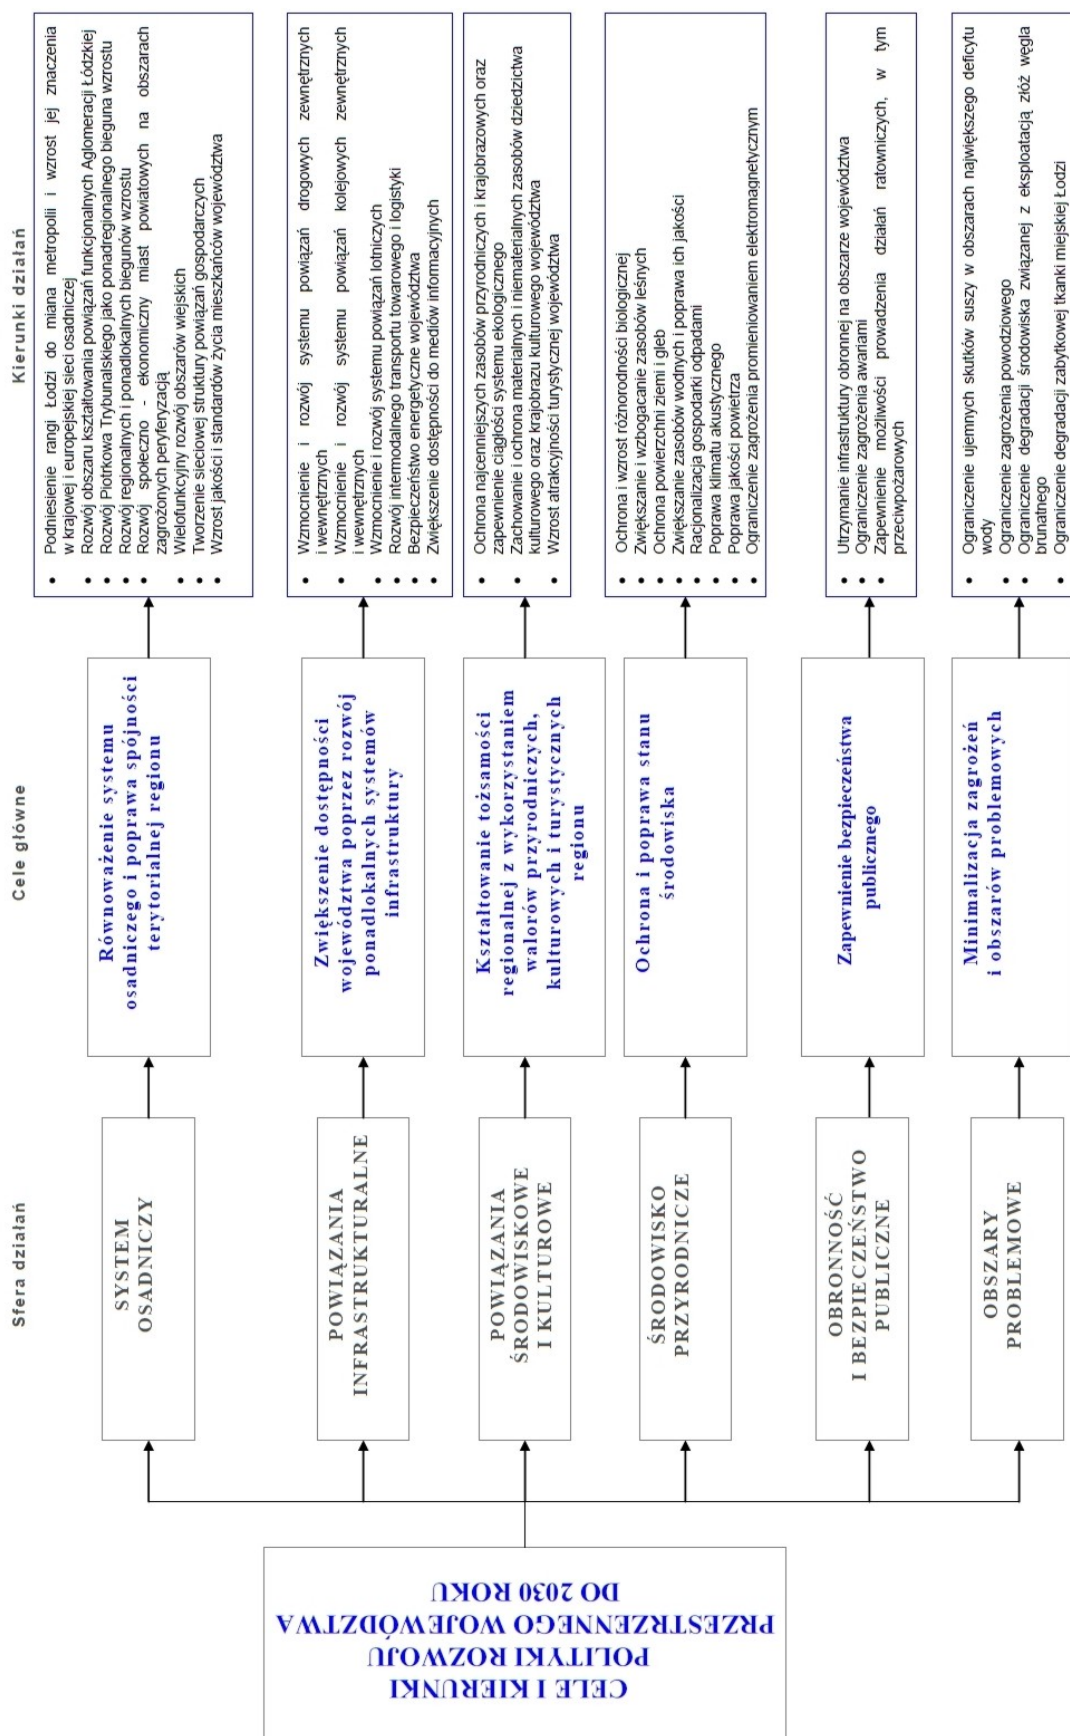 CELE I KIERUNKI
POLITYKI ROZWOJU
PRZESTRZENNEGO WOJEWÓDZTWA
DO 2030 ROKU
Sfera działań
Cele główne
Kierunki działań
SYSTEM
OSADNICZY
Równoważenie systemu
osadniczego i poprawa spójności
terytorialnej regionu
• Podniesienie rangi Łodzi do miana metropolii i wzrost jej znaczenia
w krajowej i europejskiej sieci osadniczej
• Rozwój obszaru kształtowania powiązań funkcjonalnych Aglomeracji Łódzkiej
• Rozwój Piotrkowa Trybunalskiego jako ponadregionalnego bieguna wzrostu
• Rozwój regionalnych i ponadlokalnych biegunów wzrostu
• Rozwój społeczno - ekonomiczny miast powiatowych na obszarach
zagrożonych peryferyzacją
• Wielofunkcyjny rozwój obszarów wiejskich
• Tworzenie sieciowej struktury powiązań gospodarczych
• Wzrost jakości i standardów życia mieszkańców województwa
POWIĄZANIA
INFRASTRUKTURALNE
Zwiększenie dostępności
województwa poprzez rozwój
ponadlokalnych systemów
infrastruktury
• Wzmocnienie i rozwój systemu powiązań drogowych zewnętrznych
i wewnętrznych
• Wzmocnienie i rozwój systemu powiązań kolejowych zewnętrznych
i wewnętrznych
• Wzmocnienie i rozwój systemu powiązań lotniczych
• Rozwój intermodalnego transportu towarowego i logistyki
• Bezpieczeństwo energetyczne województwa
• Zwiększenie dostępności do mediów informacyjnych
POWIĄZANIA
ŚRODOWISKOWE
I KULTUROWE
Kształtowanie tożsamości
regionalnej z wykorzystaniem
walorów przyrodniczych,
kulturowych i turystycznych
regionu
• Ochrona najcenniejszych zasobów przyrodniczych i krajobrazowych oraz
zapewnienie ciągłości systemu ekologicznego
• Zachowanie i ochrona materialnych i niematerialnych zasobów dziedzictwa
kulturowego oraz krajobrazu kulturowego województwa
• Wzrost atrakcyjności turystycznej województwa
ŚRODOWISKO
PRZYRODNICZE
Ochrona i poprawa stanu
środowiska
• Ochrona i wzrost różnorodności biologicznej
• Zwiększanie i wzbogacanie zasobów leśnych
• Ochrona powierzchni ziemi i gleb
• Zwiększanie zasobów wodnych i poprawa ich jakości
• Racjonalizacja gospodarki odpadami
• Poprawa klimatu akustycznego
• Poprawa jakości powietrza
• Ograniczenie zagrożenia promieniowaniem elektromagnetycznym
OBRONNOŚĆ
I BEZPIECZEŃSTWO
PUBLICZNE
Zapewnienie bezpieczeństwa
publicznego
• Utrzymanie infrastruktury obronnej na obszarze województwa
• Ograniczenie zagrożenia awariami
• Zapewnienie możliwości prowadzenia działań ratowniczych, w tym
przeciwpożarowych
OBSZARY
PROBLEMOWE
Minimalizacja zagrożeń
i obszarów problemowych
• Ograniczenie ujemnych skutków suszy w obszarach największego deficytu
wody
• Ograniczenie zagrożenia powodziowego
• Ograniczenie degradacji środowiska związanej z eksploatacją złóż węgla
brunatnego
• Ograniczenie degradacji zabytkowej tkanki miejskiej Łodzi